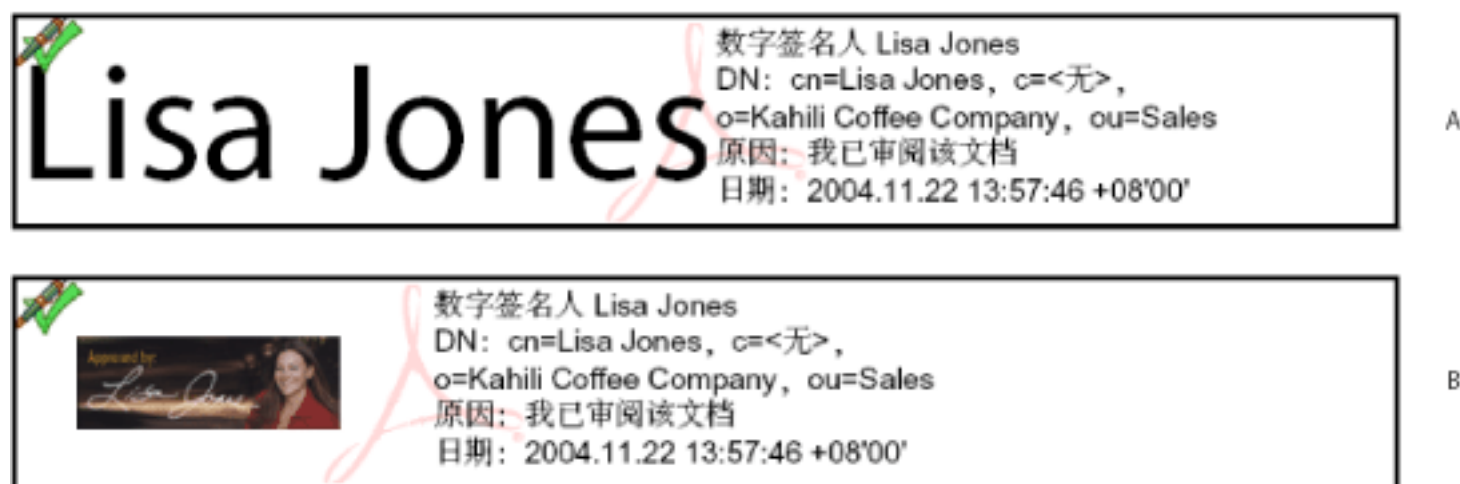 Lisa Jones
数字签名人 Lisa Jones
DN：cn=Lisa Jones，c=<无>，
o=Kahili Coffee Company，ou=Sales
原因：我已审阅该文档
日期：2004.11.22 13:57:46 +08'00'
A
Approved by:
Lisa Jones
数字签名人 Lisa Jones
DN：cn=Lisa Jones，c=<无>，
o=Kahili Coffee Company，ou=Sales
原因：我已审阅该文档
日期：2004.11.22 13:57:46 +08'00'
B